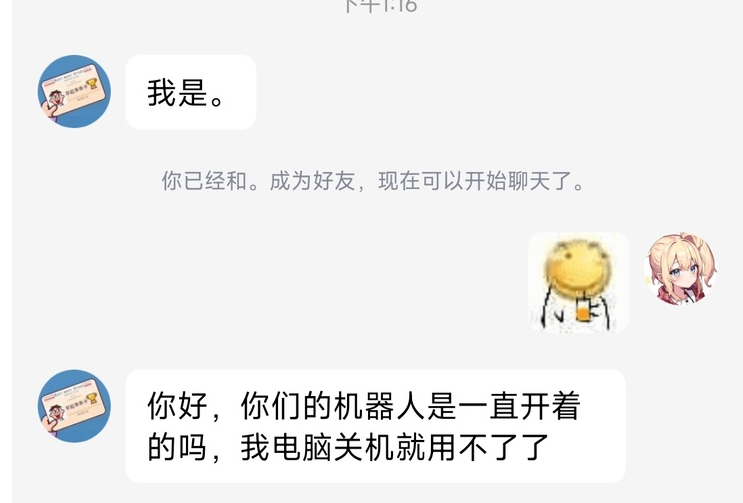 下午1:16
我是。
你已经和。成为好友，现在可以开始聊天了。
你好，你们的机器人是一直开着
的吗，我电脑关机就用不了了